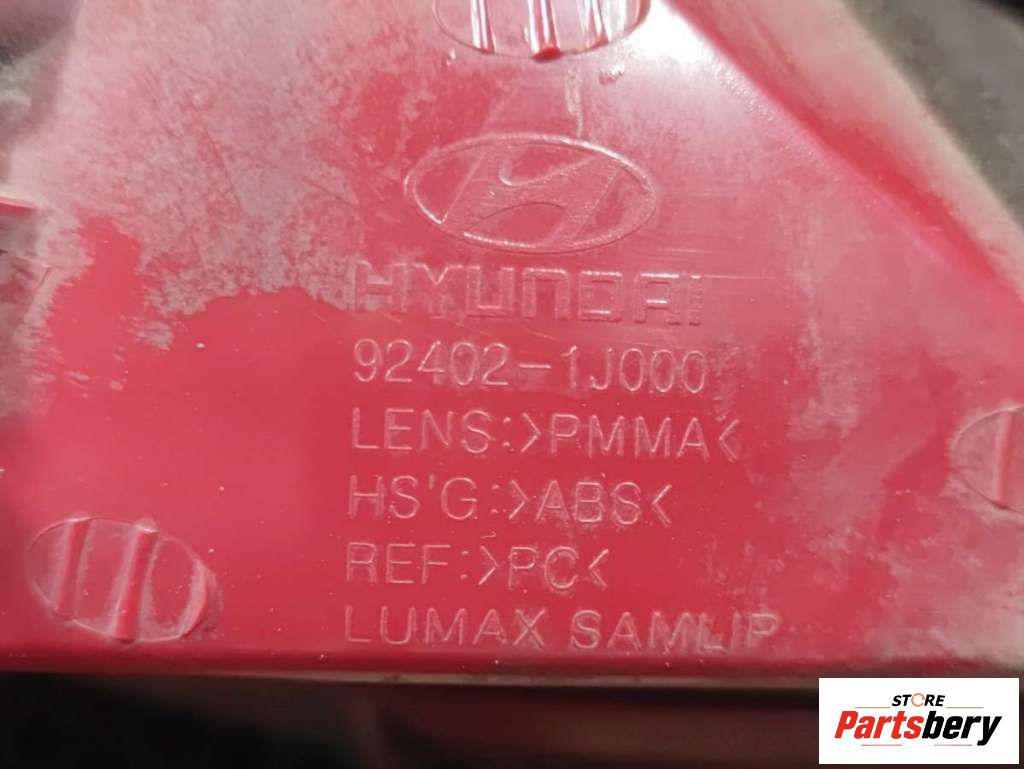 HYUNDAI
92402-1J000
LENS:>PMMA<
HS'G:>ABS<
REF:>PC<
LUMAX SAMLIP
STORE
Partsbery